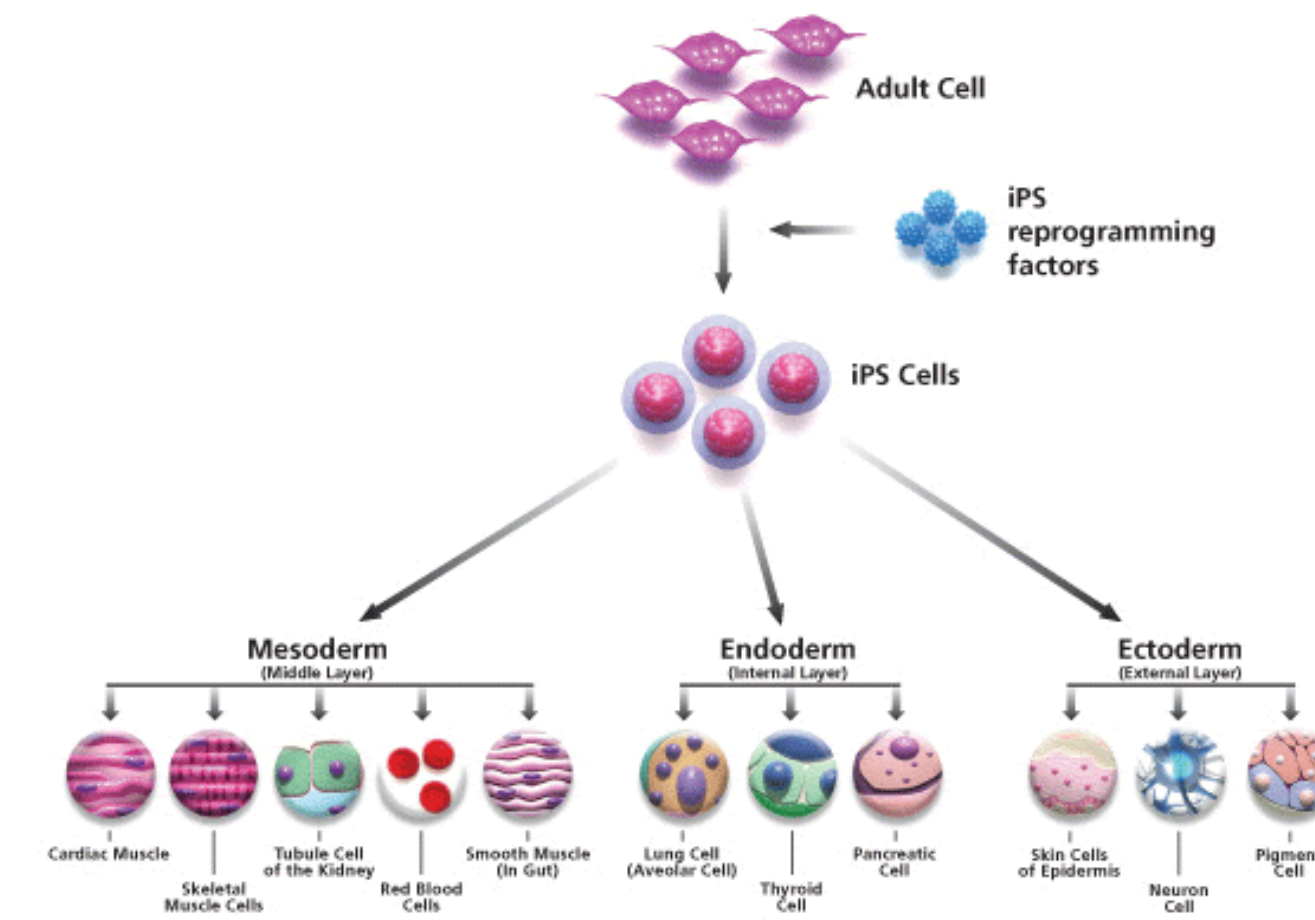 Adult Cell
iPS
reprogramming
factors
iPS Cells
Mesoderm
(Middle Layer)
Endoderm
(Internal Layer)
Ectoderm
(External Layer)
Cardiac Muscle
Skeletal
Muscle Cells
Tubule Cell
of the Kidney
Red Blood
Cells
Smooth Muscle
(In Gut)
Lung Cell
(Aveolar Cell)
Thyroid
Cell
Pancreatic
Cell
Skin Cells
of Epidermis
Neuron
Cell
Pigmen
Cell